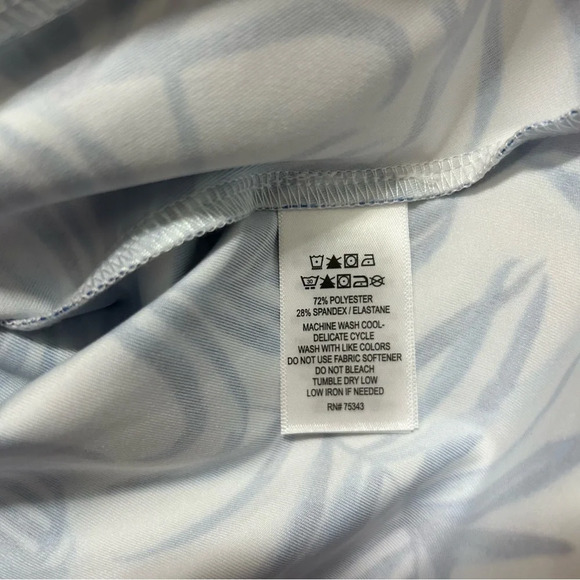 72% POLYESTER
28% SPANDEX / ELASTANE
MACHINE WASH COOL-
DELICATE CYCLE
WASH WITH LIKE COLORS
DO NOT USE FABRIC SOFTENER
DO NOT BLEACH
TUMBLE DRY LOW
LOW IRON IF NEEDED
RN# 75343